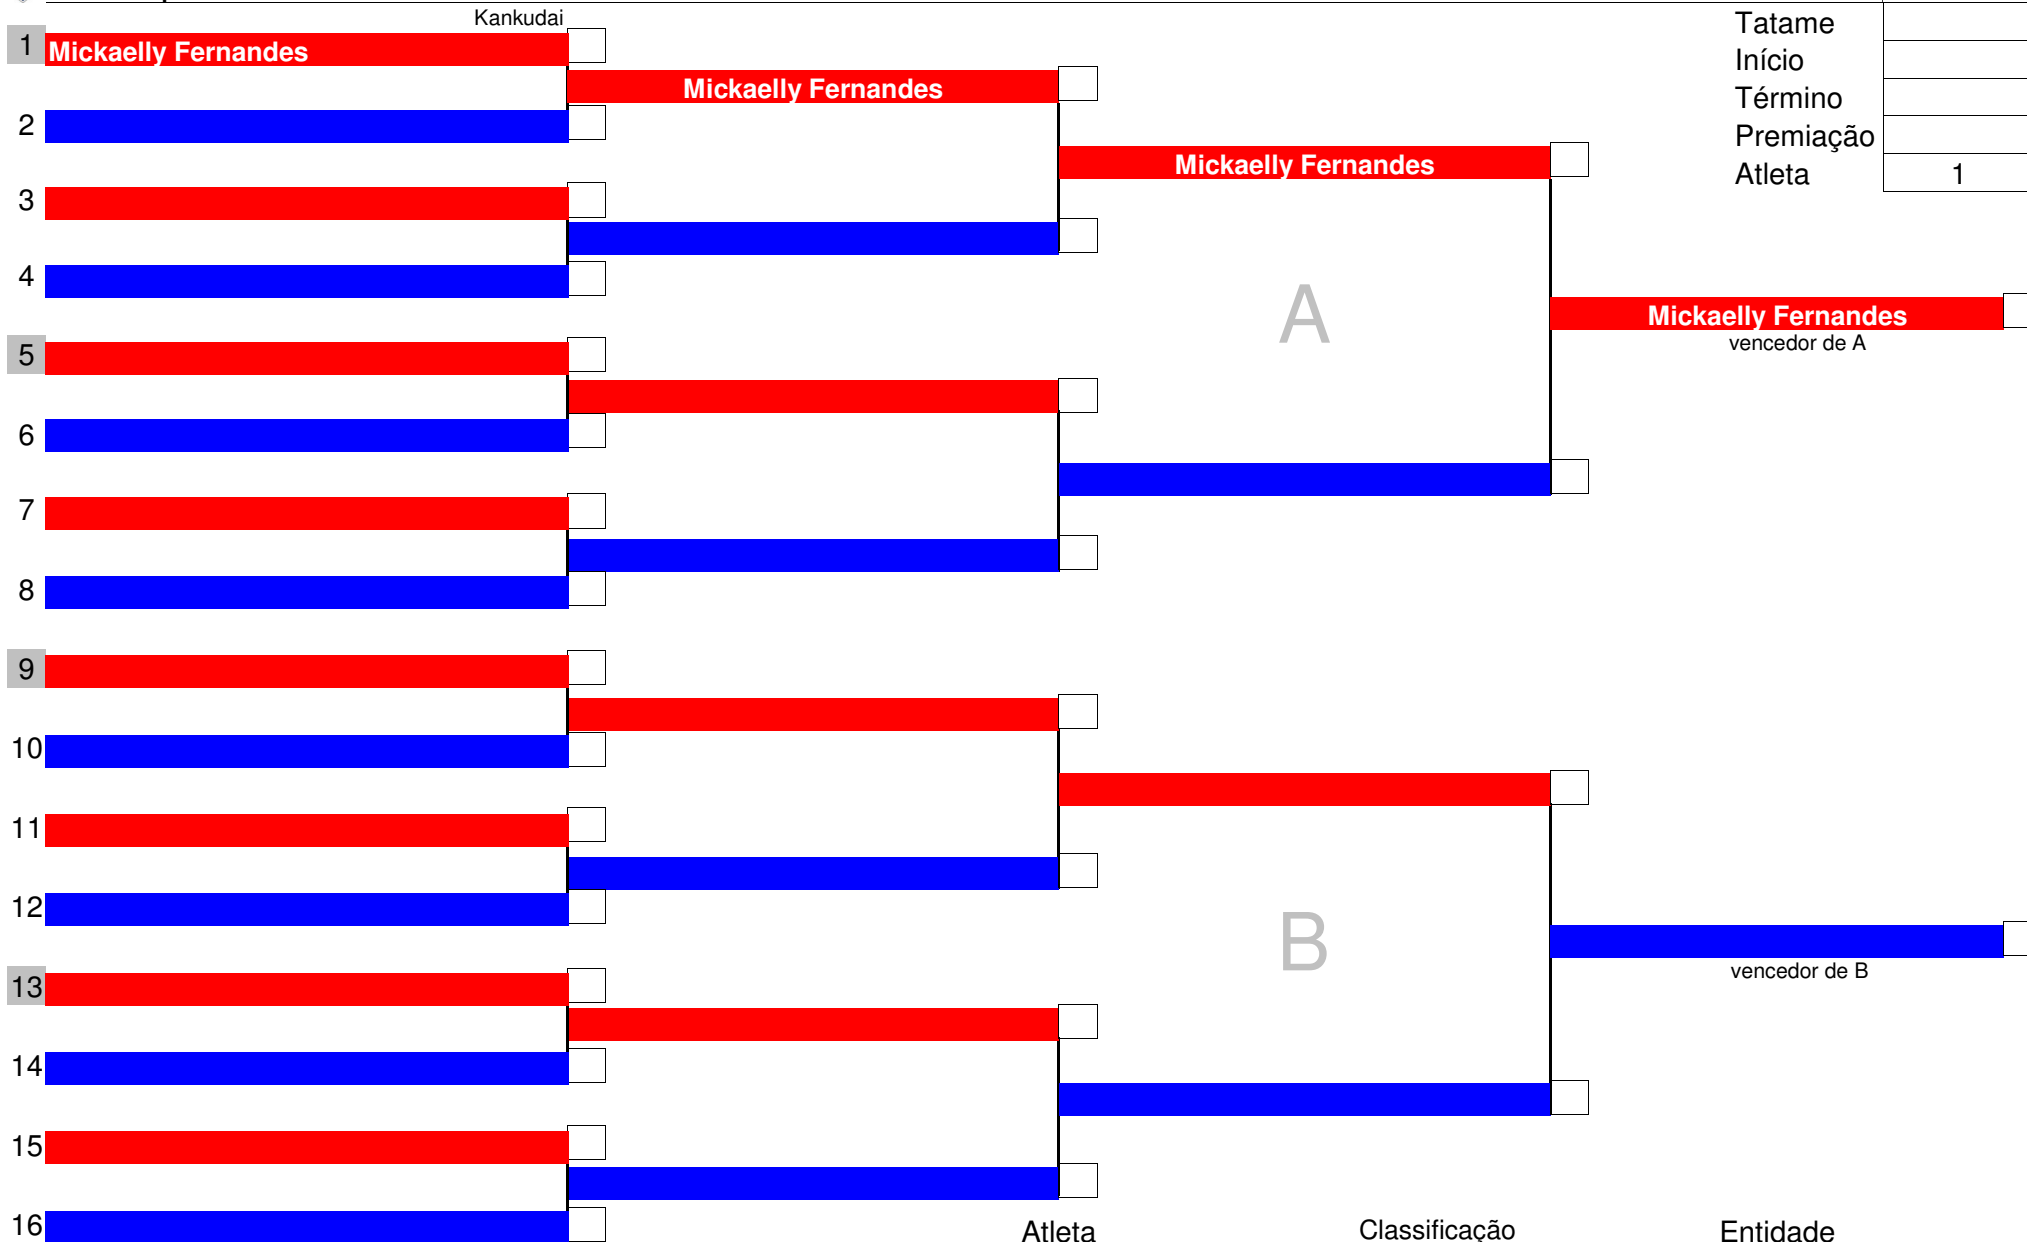 Kankudai
Tatame
1 Mickaelly Fernandes
Início
Mickaelly Fernandes
Término
2
Premiação
Mickaelly Fernandes
Atleta 1
3
4
A
Mickaelly Fernandes
vencedor de A
5
6
7
8
9
10
11
12
B
vencedor de B
13
14
15
16
Atleta Classificação Entidade